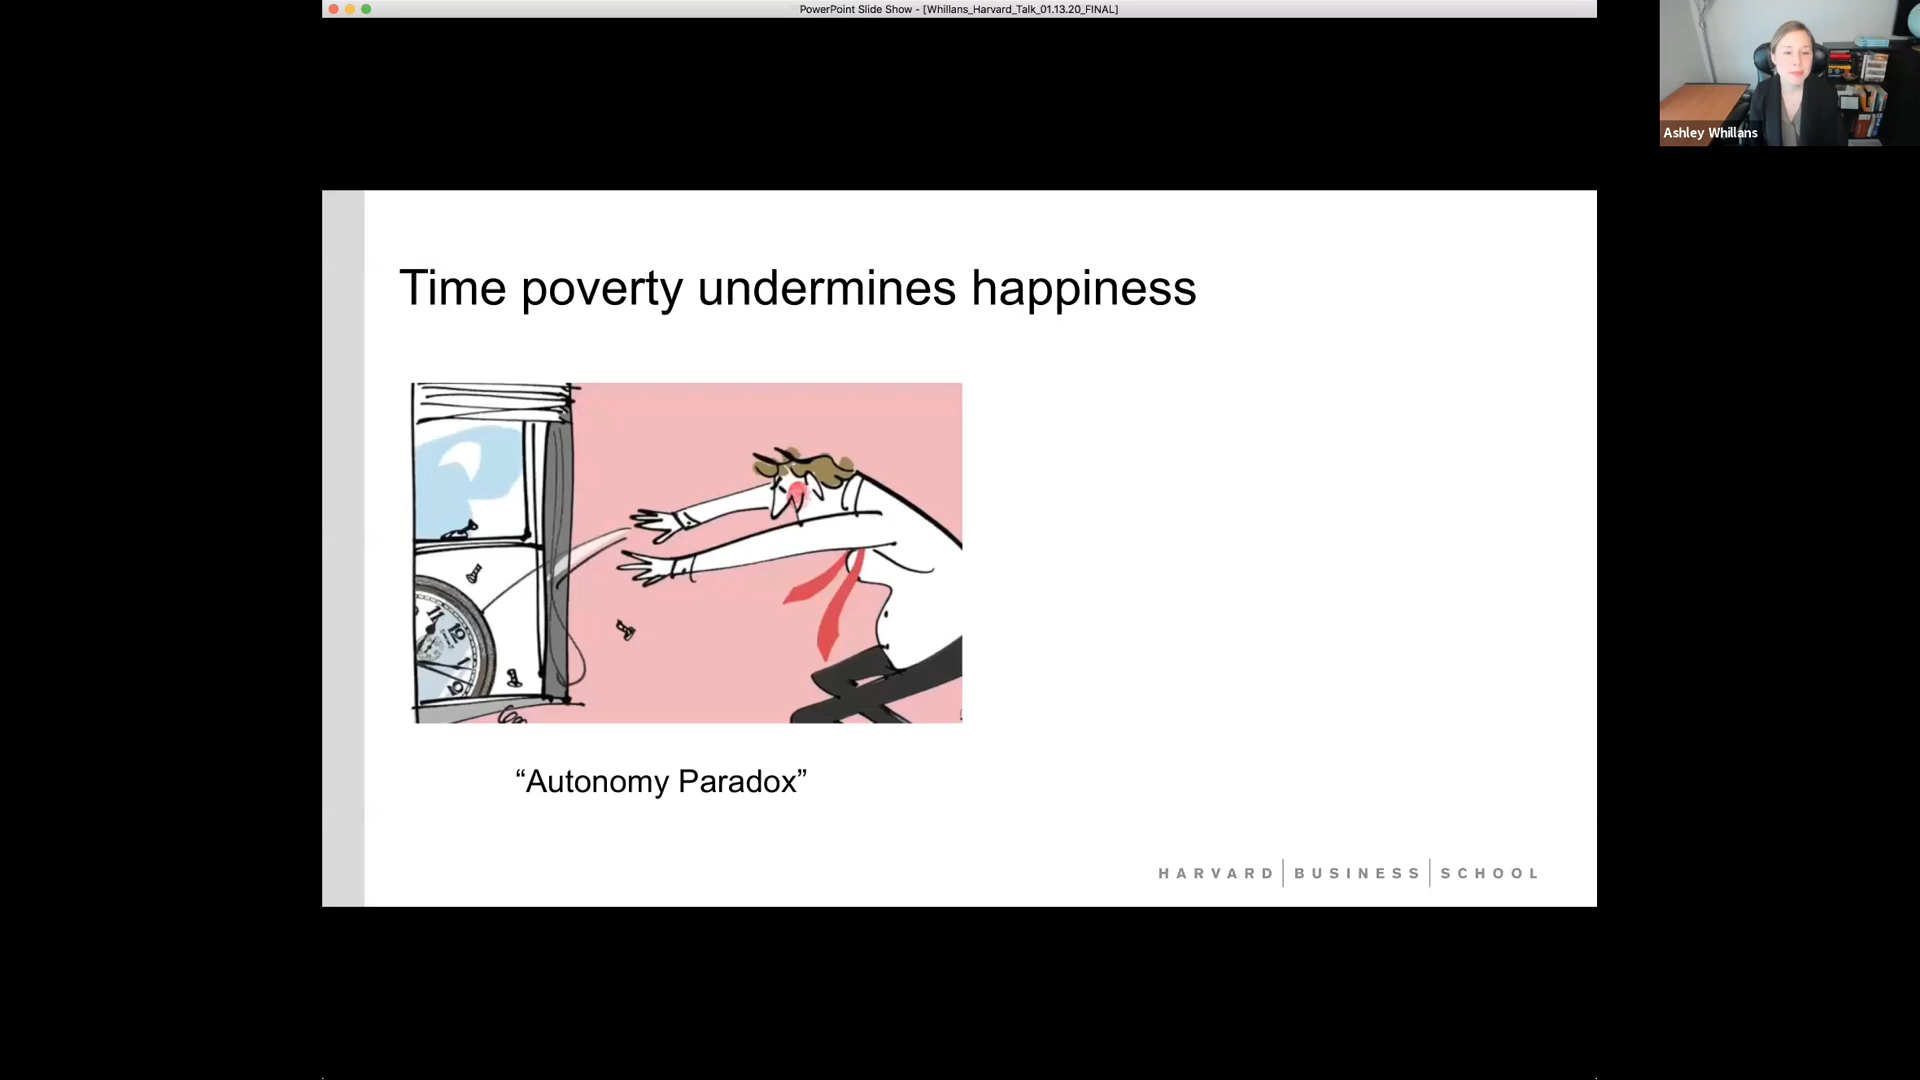 PowerPoint Slide Show - [Whillans_Harvard_Talk_01.13.20_FINAL]
Ashley Whillans
Time poverty undermines happiness
“Autonomy Paradox”
HARVARD | BUSINESS | SCHOOL